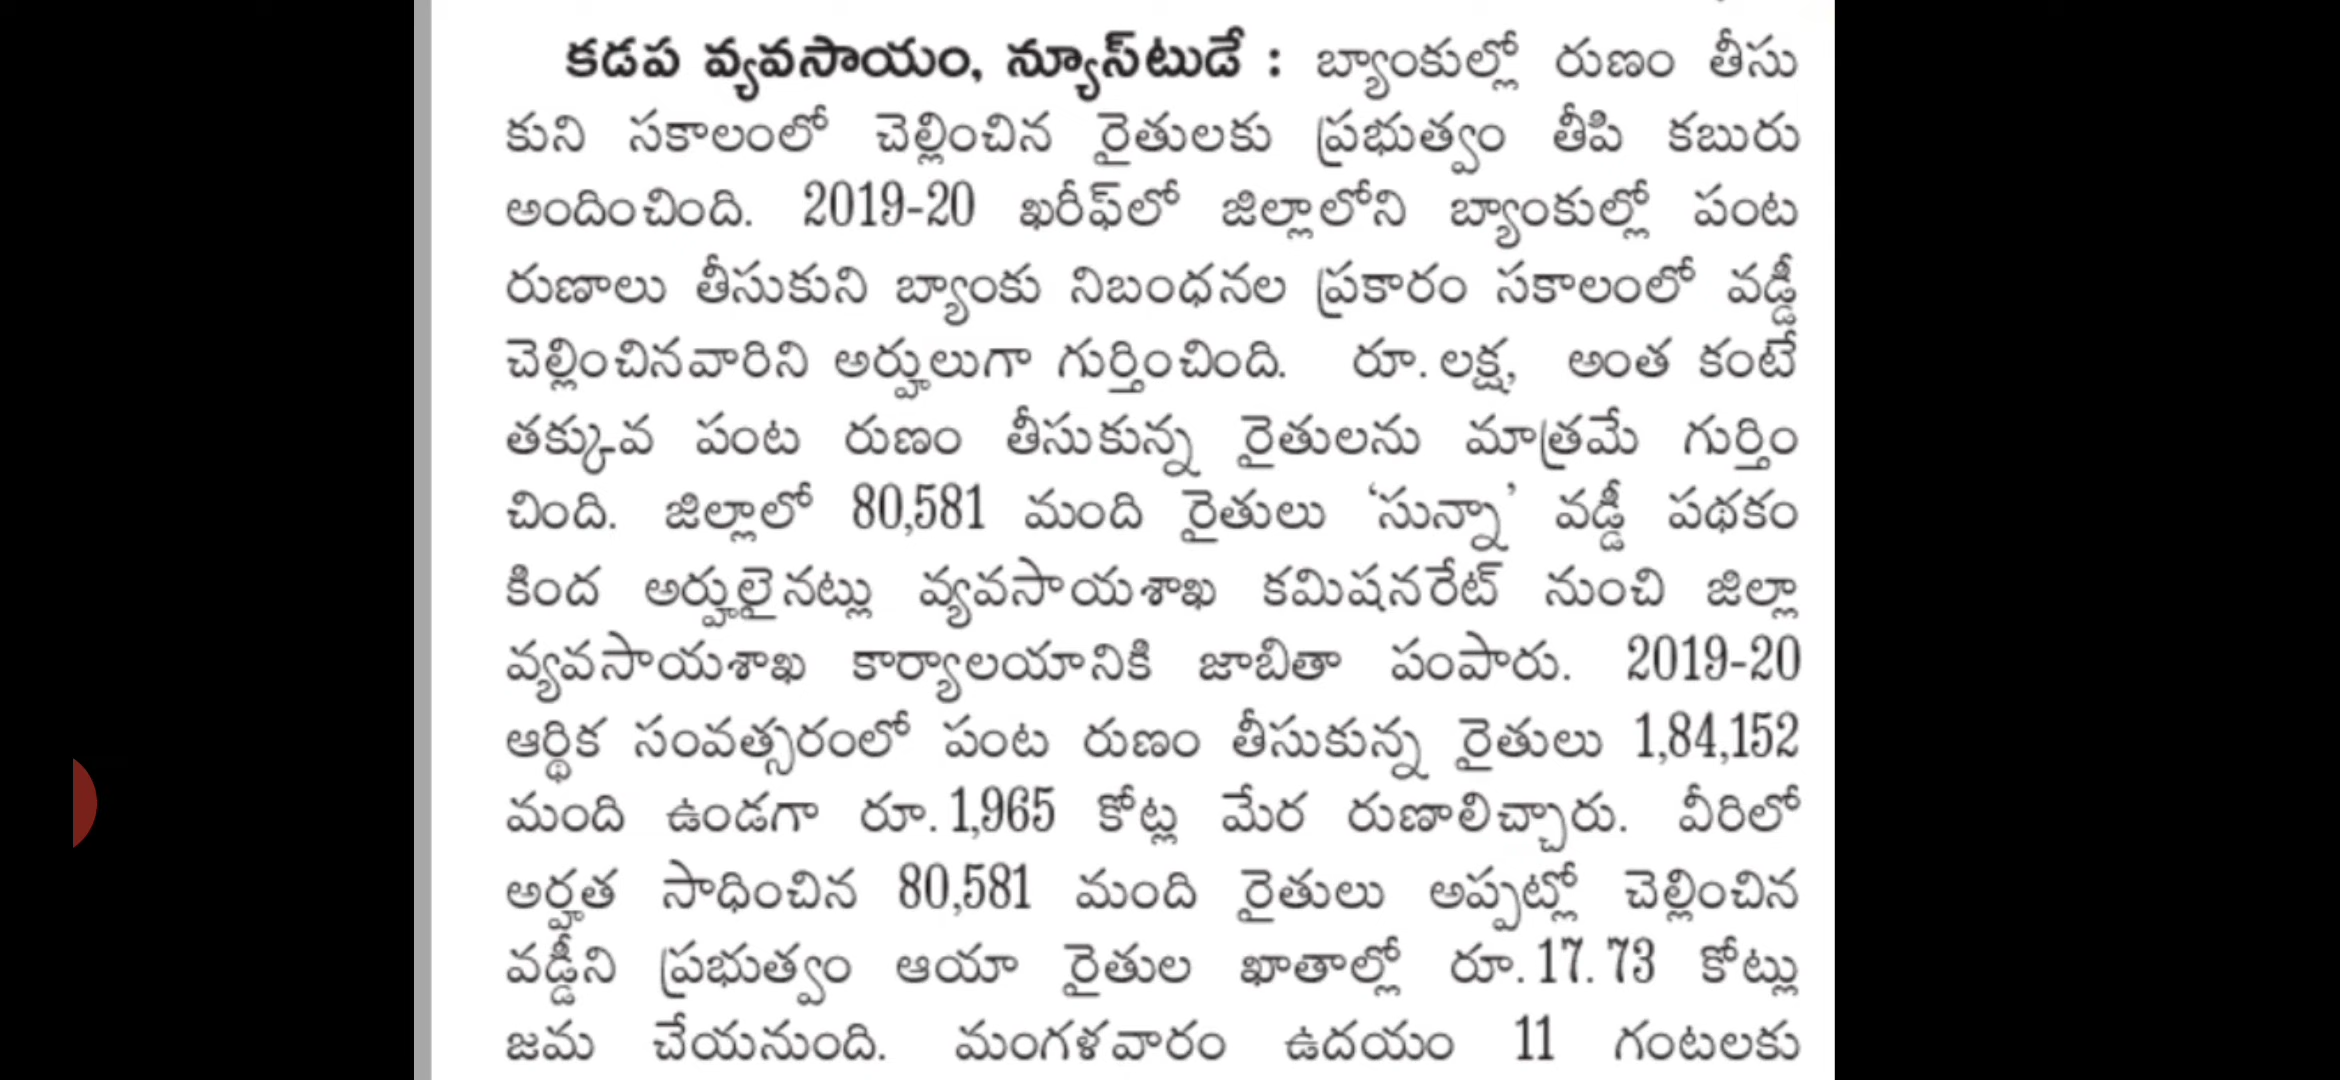 కడప వ్యవసాయం, న్యూస్‌టుడే : బ్యాంకుల్లో రుణం తీసు
కుని సకాలంలో చెల్లించిన రైతులకు ప్రభుత్వం తీపి కబురు
అందించింది. 2019-20 ఖరీఫ్‌లో జిల్లాలోని బ్యాంకుల్లో పంట
రుణాలు తీసుకుని బ్యాంకు నిబంధనల ప్రకారం సకాలంలో వడ్డీ
చెల్లించినవారిని అర్హులుగా గుర్తించింది. రూ.లక్ష, అంత కంటే
తక్కువ పంట రుణం తీసుకున్న రైతులను మాత్రమే గుర్తిం
చింది. జిల్లాలో 80,581 మంది రైతులు ‘సున్నా’ వడ్డీ పథకం
కింద అర్హులైనట్లు వ్యవసాయశాఖ కమిషనరేట్ నుంచి జిల్లా
వ్యవసాయశాఖ కార్యాలయానికి జాబితా పంపారు. 2019-20
ఆర్థిక సంవత్సరంలో పంట రుణం తీసుకున్న రైతులు 1,84,152
మంది ఉండగా రూ.1,965 కోట్ల మేర రుణాలిచ్చారు. వీరిలో
అర్హత సాధించిన 80,581 మంది రైతులు అప్పట్లో చెల్లించిన
వడ్డీని ప్రభుత్వం ఆయా రైతుల ఖాతాల్లో రూ.17.73 కోట్లు
జమ చేయనుంది. మంగళవారం ఉదయం 11 గంటలకు